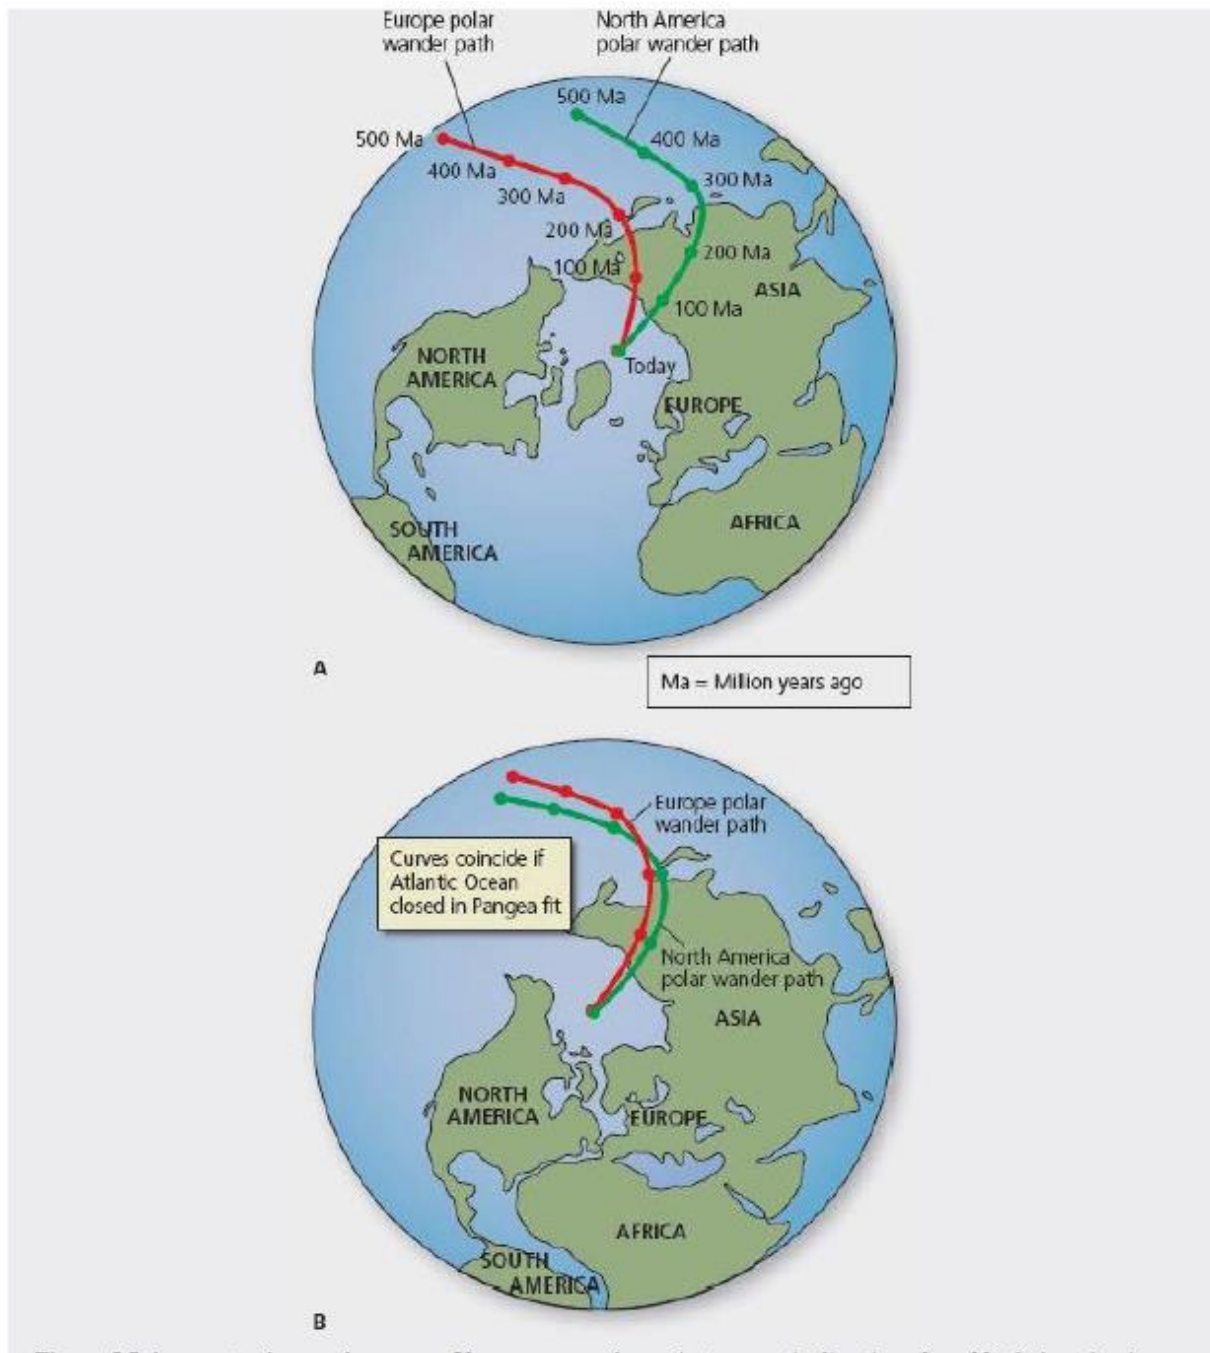 Europe polar
wander path
North America
polar wander path
500 Ma
500 Ma
400 Ma
400 Ma
300 Ma
300 Ma
200 Ma
200 Ma
100 Ma
ASIA
100 Ma
NORTH
AMERICA
Today
EUROPE
AFRICA
SOUTH
AMERICA
A
Ma = Million years ago
Europe polar
wander path
Curves coincide if
Atlantic Ocean
closed in Pangea fit
North America
polar wander path
ASIA
NORTH
AMERICA
EUROPE
AFRICA
SOUTH
AMERICA
B